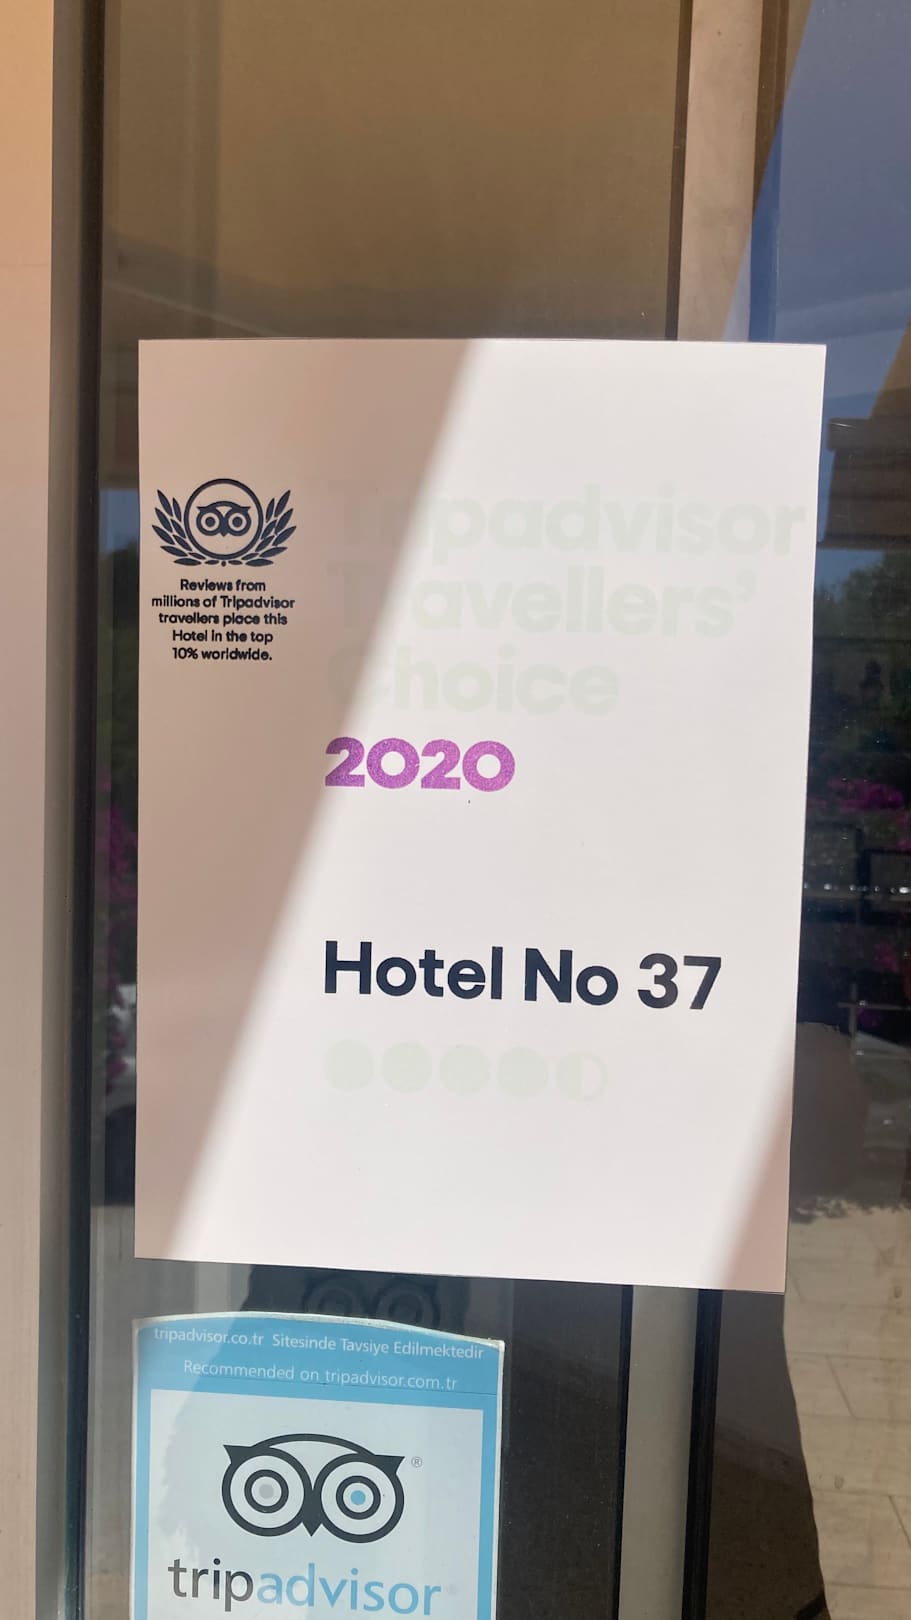 Reviews from
millions of Tripadvisor
travellers place this
Hotel in the top
10% worldwide.
Tripadvisor
Travellers’
Choice
2020
Hotel No 37
tripadvisor.co.tr Sitesinde Tavsiye Edilmektedir
Recommended on tripadvisor.com.tr
®
tripadvisor